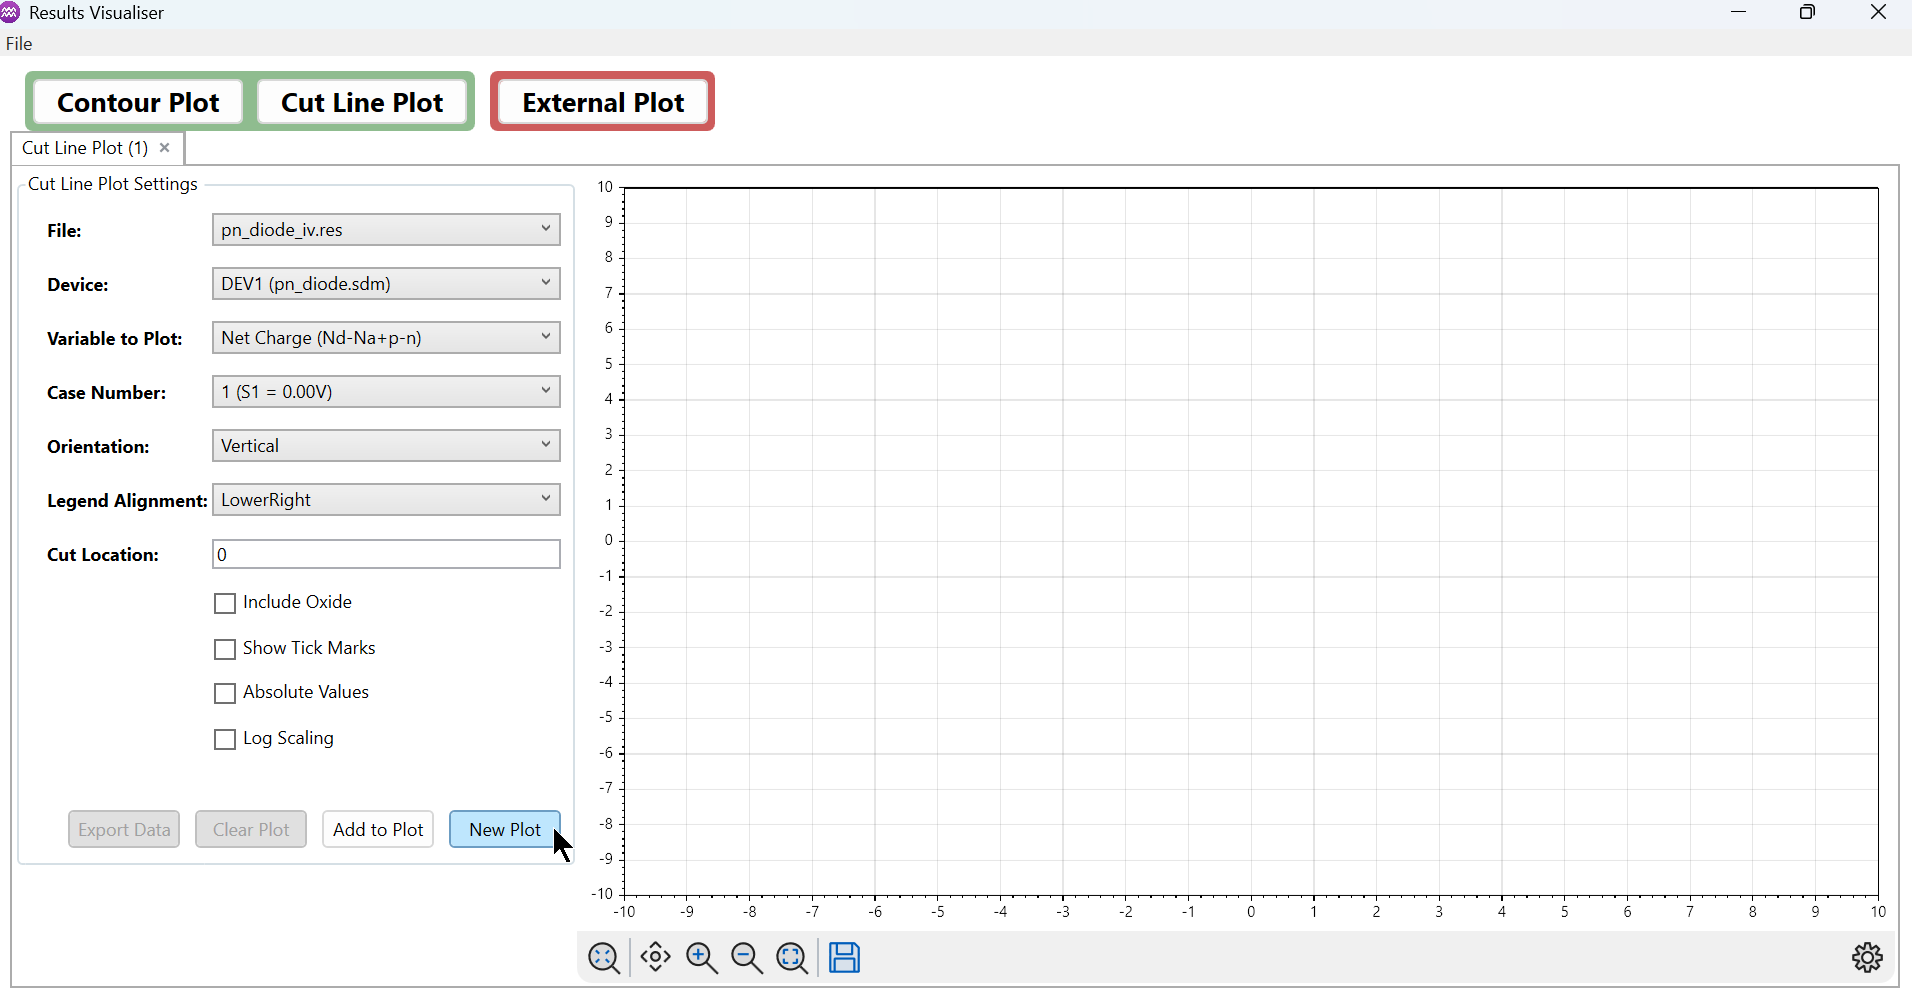 Results Visualiser
File
Contour Plot
Cut Line Plot
External Plot
Cut Line Plot (1)
Cut Line Plot Settings
File:
pn_diode_iv.res
Device:
DEV1 (pn_diode.sdm)
Variable to Plot:
Net Charge (Nd-Na+p-n)
Case Number:
1 (S1 = 0.00V)
Orientation:
Vertical
Legend Alignment:
LowerRight
Cut Location:
0
Include Oxide
Show Tick Marks
Absolute Values
Log Scaling
Export Data
Clear Plot
Add to Plot
New Plot
10
9
8
7
6
5
4
3
2
1
0
-1
-2
-3
-4
-5
-6
-7
-8
-9
-10
-10 -9 -8 -7 -6 -5 -4 -3 -2 -1 0 1 2 3 4 5 6 7 8 9 10